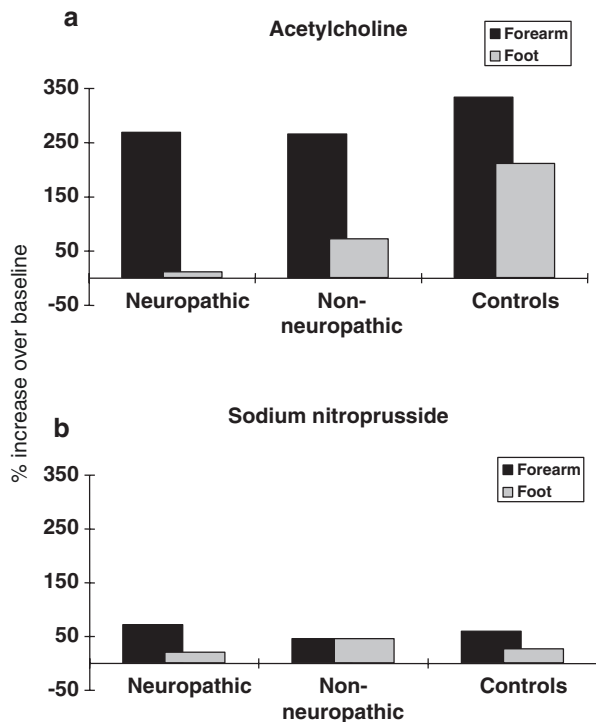 a
Acetylcholine
Forearm
Foot
350
250
150
50
-50
Neuropathic
Non-
neuropathic
Controls
% increase over baseline
b
Sodium nitroprusside
Forearm
Foot
350
250
150
50
-50
Neuropathic
Non-
neuropathic
Controls